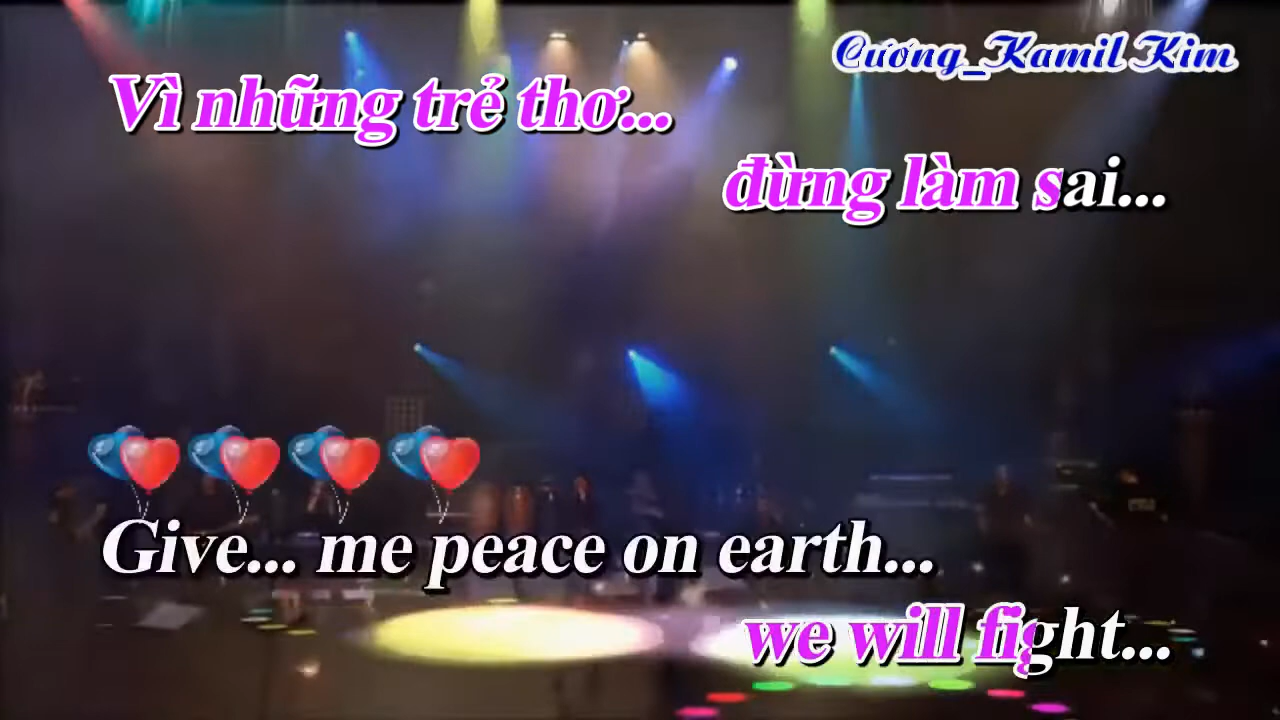 Cương_Kamil Kim
Vì những trẻ thơ...
đừng làm sai...
Give... me peace on earth...
we will fight...